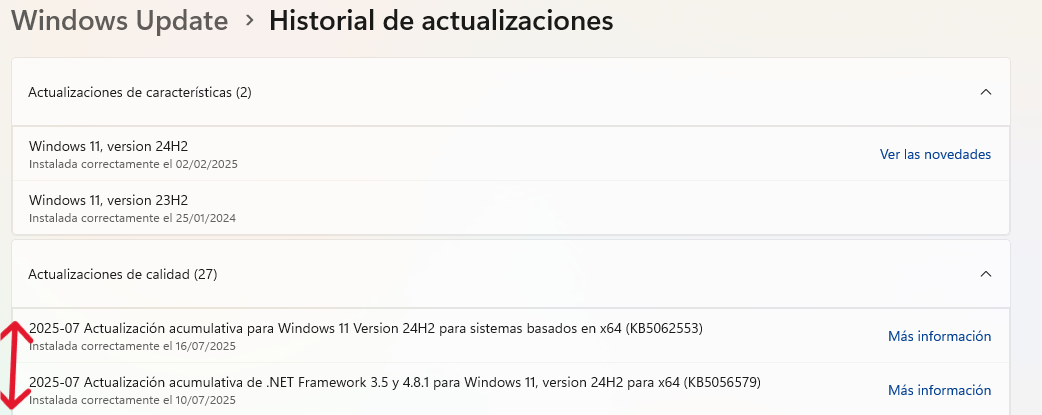 Windows Update > Historial de actualizaciones
Actualizaciones de características (2)
Windows 11, version 24H2
Instalada correctamente el 02/02/2025
Ver las novedades
Windows 11, version 23H2
Instalada correctamente el 25/01/2024
Actualizaciones de calidad (27)
2025-07 Actualización acumulativa para Windows 11 Version 24H2 para sistemas basados en x64 (KB5062553)
Instalada correctamente el 16/07/2025
Más información
2025-07 Actualización acumulativa de .NET Framework 3.5 y 4.8.1 para Windows 11, version 24H2 para x64 (KB5056579)
Instalada correctamente el 10/07/2025
Más información